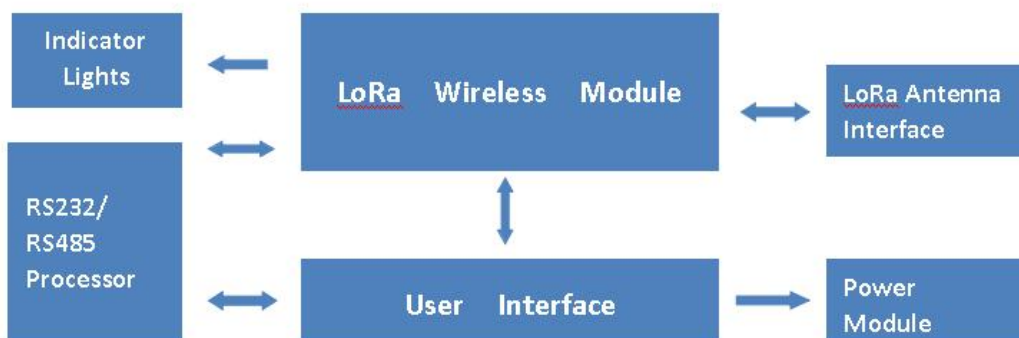 Indicator
Lights
LoRa Wireless Module
LoRa Antenna
Interface
RS232/
RS485
Processor
User Interface
Power
Module